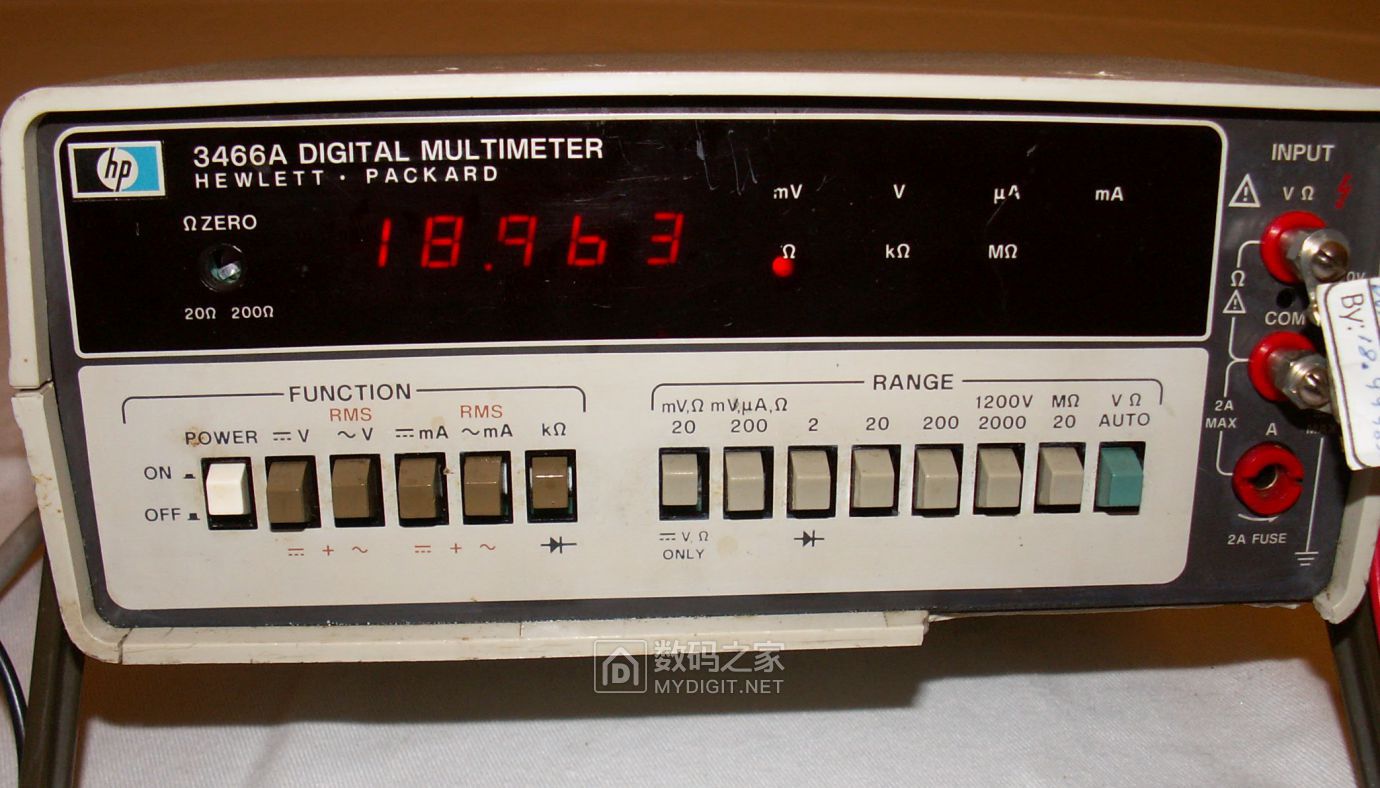 hp
3466A DIGITAL MULTIMETER
HEWLETT · PACKARD
Ω ZERO
20Ω 200Ω
18.963
mV V µA mA
Ω kΩ MΩ
INPUT
V Ω
Ω
COM
2A
MAX
A
2A FUSE
By:
FUNCTION
RMS RMS
POWER ⎓V ~V ⎓mA ~mA kΩ
ON
OFF
⎓ + ~ ⎓ + ~
RANGE
mV,Ω mV,µA,Ω 1200V MΩ V Ω
20 200 2 20 200 2000 20 AUTO
⎓ V, Ω
ONLY
数码之家
MYDIGIT.NET